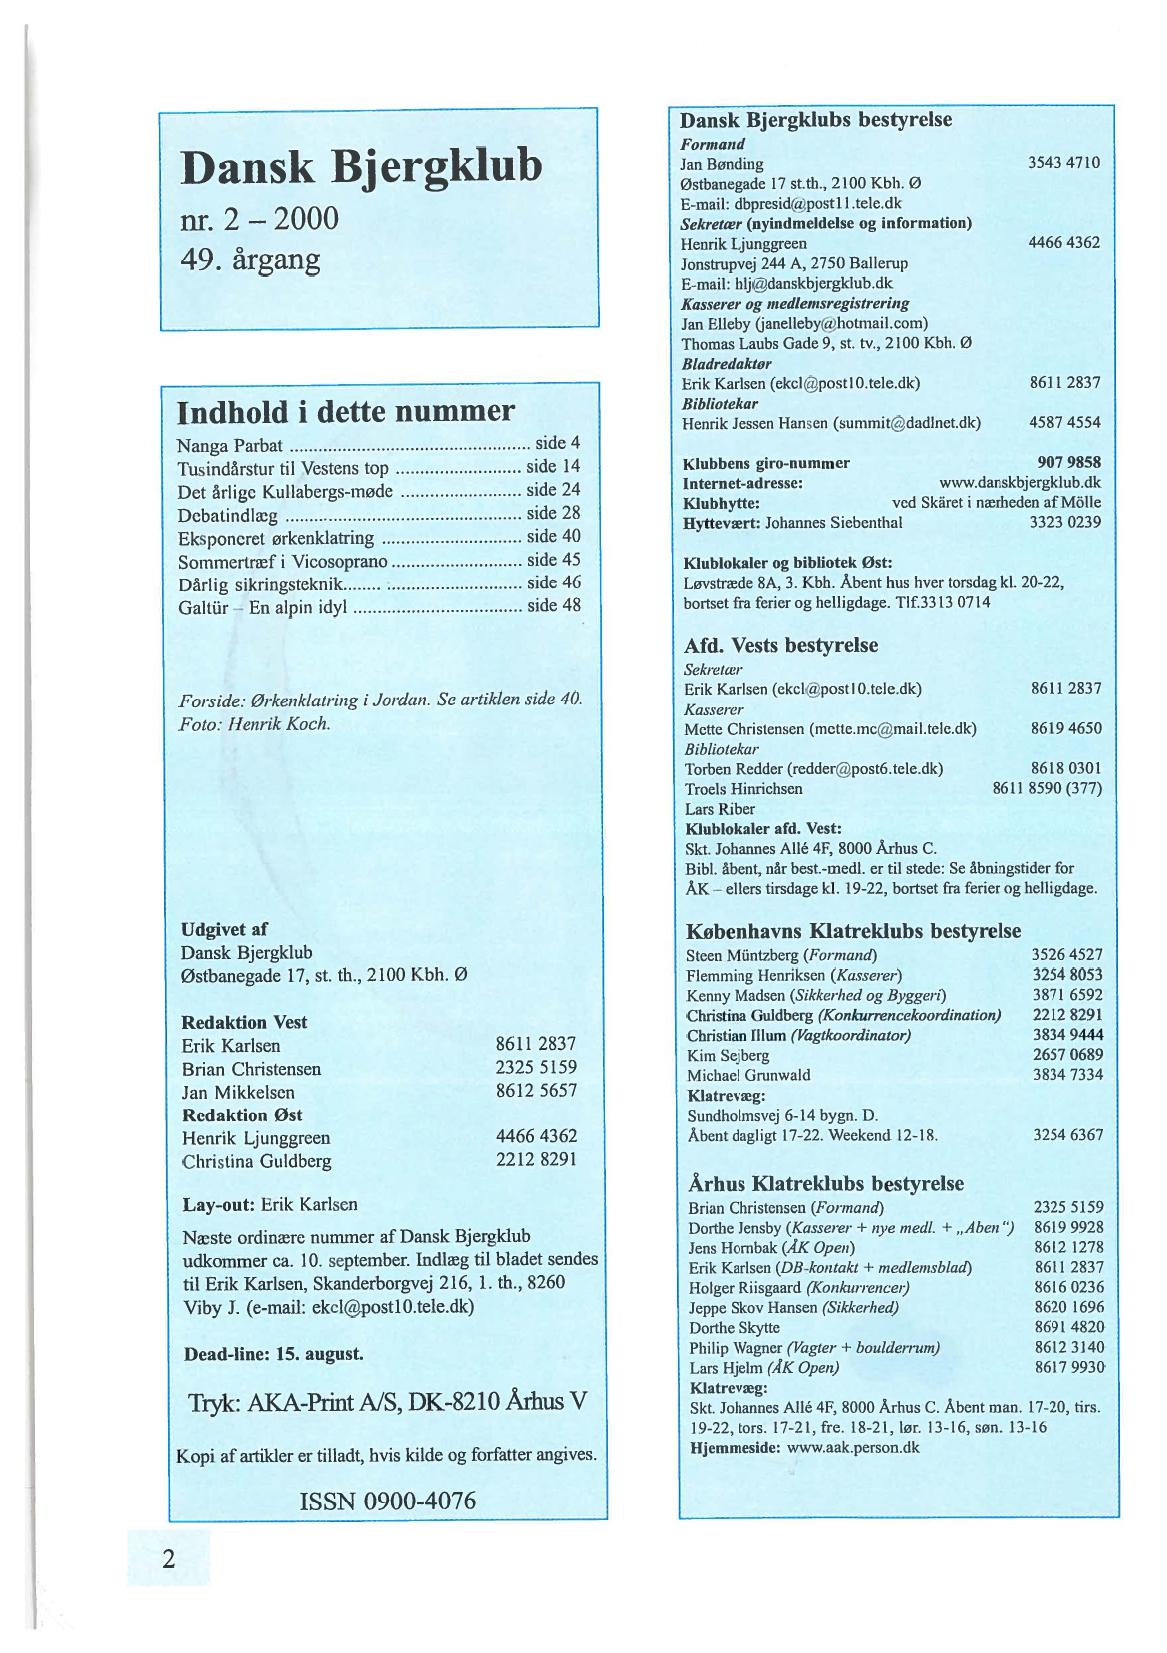 Dansk Bjergklub
nr. 2 – 2000
49. årgang
Indhold i dette nummer
Nanga Parbat ......................................... side 4
Tusindårstur til Vestens top ........................ side 14
Det årlige Kullabergs-møde ....................... side 24
Debatindlæg ........................................... side 28
Eksponeret ørkenklatring .......................... side 40
Sommertræf i Vicosoprano ........................ side 45
Dårlig sikringsteknik................................ side 46
Galtür – En alpin idyl ............................... side 48
Forside: Ørkenklatring i Jordan. Se artiklen side 40.
Foto: Henrik Koch.
Udgivet af
Dansk Bjergklub
Østbanegade 17, st. th., 2100 Kbh. Ø
Redaktion Vest
Erik Karlsen 8611 2837
Brian Christensen 2325 5159
Jan Mikkelsen 8612 5657
Redaktion Øst
Henrik Ljunggreen 4466 4362
Christina Guldberg 2212 8291
Lay-out: Erik Karlsen
Næste ordinære nummer af Dansk Bjergklub
udkommer ca. 10. september. Indlæg til bladet sendes
til Erik Karlsen, Skanderborgvej 216, 1. th., 8260
Viby J. (e-mail: ekcl@post10.tele.dk)
Dead-line: 15. august.
Tryk: AKA-Print A/S, DK-8210 Århus V
Kopi af artikler er tilladt, hvis kilde og forfatter angives.
ISSN 0900-4076
2
Dansk Bjergklubs bestyrelse
Formand
Jan Bønding 3543 4710
Østbanegade 17 st.th., 2100 Kbh. Ø
E-mail: dbpresid@post11.tele.dk
Sekretær (nyindmeldelse og information)
Henrik Ljunggreen 4466 4362
Jonstrupvej 244 A, 2750 Ballerup
E-mail: hlj@danskbjergklub.dk
Kasserer og medlemsregistrering
Jan Elleby (janelleby@hotmail.com)
Thomas Laubs Gade 9, st. tv., 2100 Kbh. Ø
Bladredaktør
Erik Karlsen (ekcl@post10.tele.dk) 8611 2837
Bibliotekar
Henrik Jessen Hansen (summit@dadlnet.dk) 4587 4554
Klubbens giro-nummer 907 9858
Internet-adresse: www.danskbjergklub.dk
Klubhytte: ved Skäret i nærheden af Mölle
Hyttevært: Johannes Siebenthal 3323 0239
Klublokaler og bibliotek Øst:
Løvstræde 8A, 3. Kbh. Åbent hus hver torsdag kl. 20-22,
bortset fra ferier og helligdage. Tlf.3313 0714
Afd. Vests bestyrelse
Sekretær
Erik Karlsen (ekcl@post10.tele.dk) 8611 2837
Kasserer
Mette Christensen (mette.mc@mail.tele.dk) 8619 4650
Bibliotekar
Torben Redder (redder@post6.tele.dk) 8618 0301
Troels Hinrichsen 8611 8590 (377)
Lars Riber
Klublokaler afd. Vest:
Skt. Johannes Allé 4F, 8000 Århus C.
Bibl. åbent, når best.-medl. er til stede: Se åbningstider for
ÅK – ellers tirsdage kl. 19-22, bortset fra ferier og helligdage.
Københavns Klatreklubs bestyrelse
Steen Müntzberg (Formand) 3526 4527
Flemming Henriksen (Kasserer) 3254 8053
Kenny Madsen (Sikkerhed og Byggeri) 3871 6592
Christina Guldberg (Konkurrencekoordination) 2212 8291
Christian Illum (Vagtkoordinator) 3834 9444
Kim Sejberg 2657 0689
Michael Grunwald 3834 7334
Klatrevæg:
Sundholmsvej 6-14 bygn. D.
Åbent dagligt 17-22. Weekend 12-18. 3254 6367
Århus Klatreklubs bestyrelse
Brian Christensen (Formand) 2325 5159
Dorthe Jensby (Kasserer + nye medl. + „Aben“) 8619 9928
Jens Hornbak (ÅK Open) 8612 1278
Erik Karlsen (DB-kontakt + medlemsblad) 8611 2837
Holger Riisgaard (Konkurrencer) 8616 0236
Jeppe Skov Hansen (Sikkerhed) 8620 1696
Dorthe Skytte 8691 4820
Philip Wagner (Vagter + boulderrum) 8612 3140
Lars Hjelm (ÅK Open) 8617 9930
Klatrevæg:
Skt. Johannes Allé 4F, 8000 Århus C. Åbent man. 17-20, tirs.
19-22, tors. 17-21, fre. 18-21, lør. 13-16, søn. 13-16
Hjemmeside: www.aak.person.dk